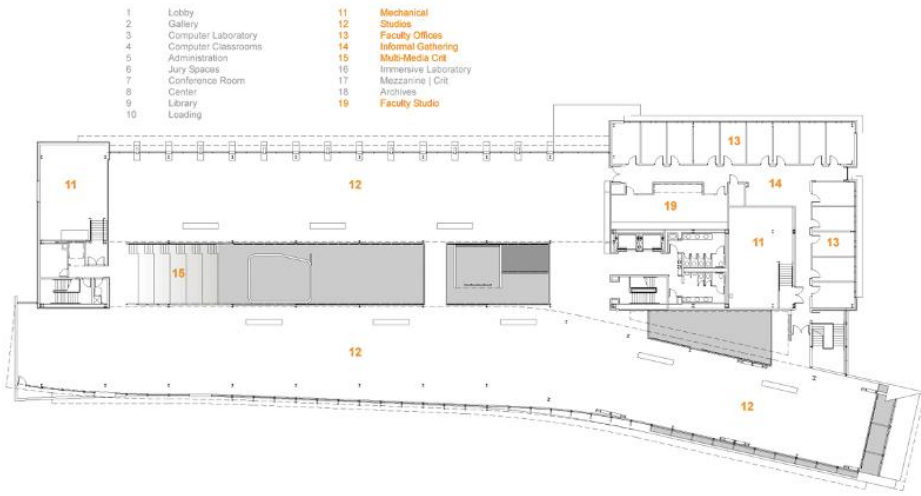 1 Lobby
2 Gallery
3 Computer Laboratory
4 Computer Classrooms
5 Administration
6 Jury Spaces
7 Conference Room
8 Center
9 Library
10 Loading
11 Mechanical
12 Studios
13 Faculty Offices
14 Informal Gathering
15 Multi-Media Crit
16 Immersive Laboratory
17 Mezzanine | Crit
18 Archives
19 Faculty Studio
13
11
12
14
19
13
11
15
12
12